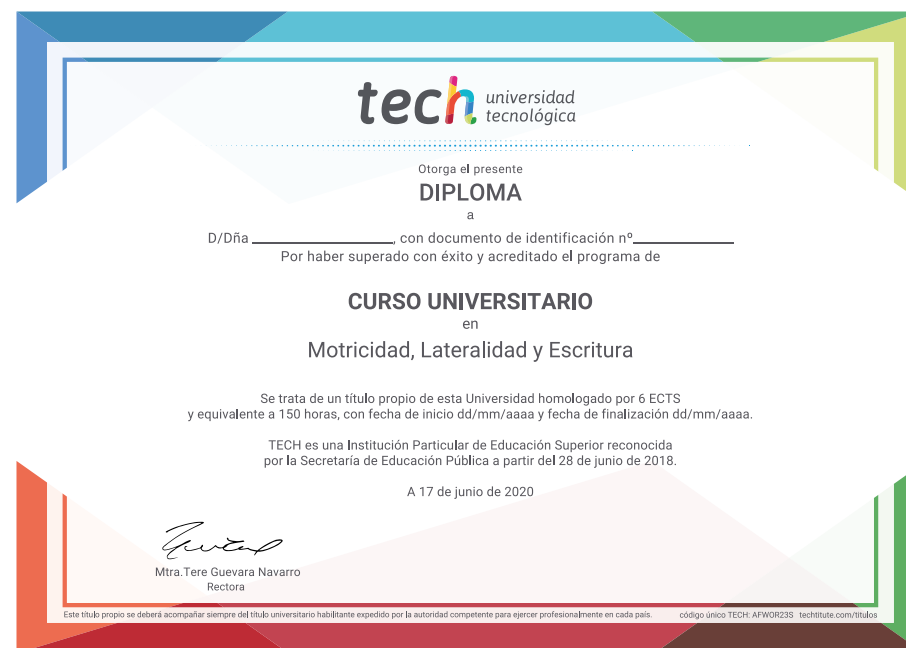 tech universidad
tecnológica
Otorga el presente
DIPLOMA
a
D/Dña ____________________, con documento de identificación nº______________
Por haber superado con éxito y acreditado el programa de
CURSO UNIVERSITARIO
en
Motricidad, Lateralidad y Escritura
Se trata de un título propio de esta Universidad homologado por 6 ECTS
y equivalente a 150 horas, con fecha de inicio dd/mm/aaaa y fecha de finalización dd/mm/aaaa.
TECH es una Institución Particular de Educación Superior reconocida
por la Secretaría de Educación Pública a partir del 28 de junio de 2018.
A 17 de junio de 2020
Mtra.Tere Guevara Navarro
Rectora
Este título propio se deberá acompañar siempre del título universitario habilitante expedido por la autoridad competente para ejercer profesionalmente en cada país. código único TECH: AFWOR23S techtitute.com/titulos